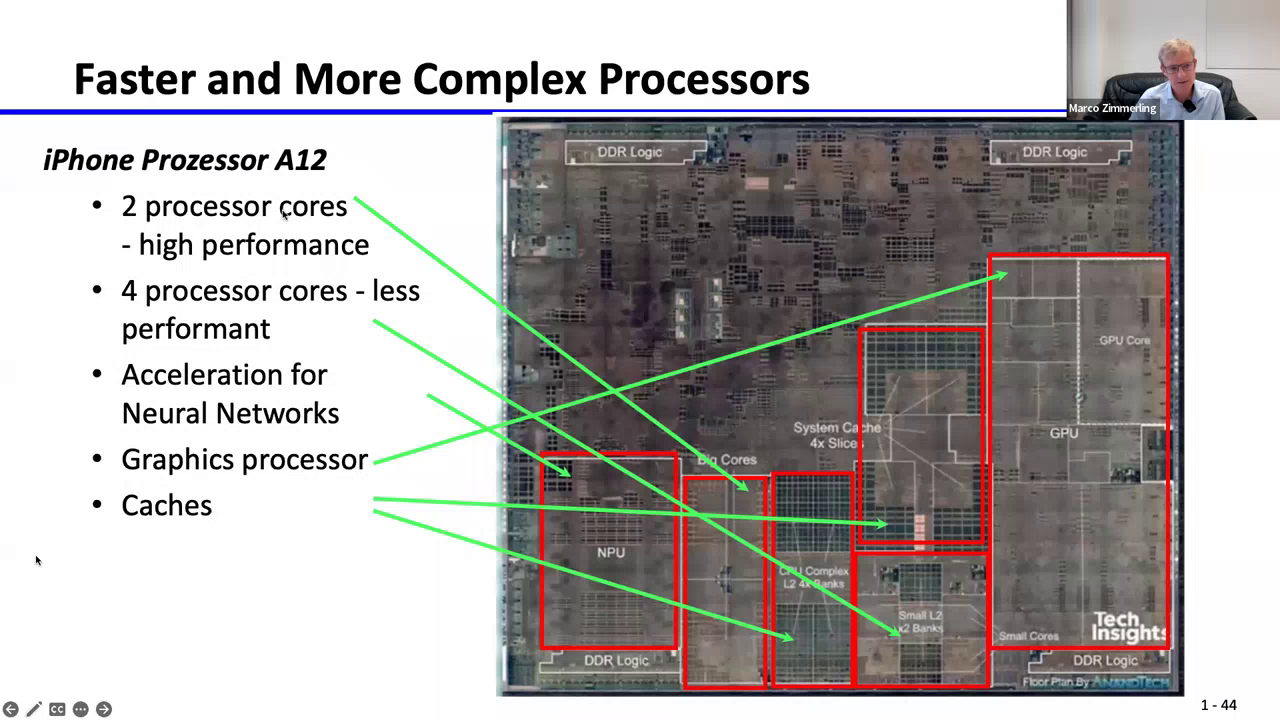 Faster and More Complex Processors
Marco Zimmerling
iPhone Prozessor A12
• 2 processor cores
- high performance
• 4 processor cores - less
performant
• Acceleration for
Neural Networks
• Graphics processor
• Caches
DDR Logic
DDR Logic
GPU Core
System Cache
4x Slices
GPU
Big Cores
NPU
CPU Complex
L2 4x Banks
Small L2
x2 Banks
Small Cores
Tech
Insights
DDR Logic
DDR Logic
Floor Plan By AnandTech
CC
1 - 44